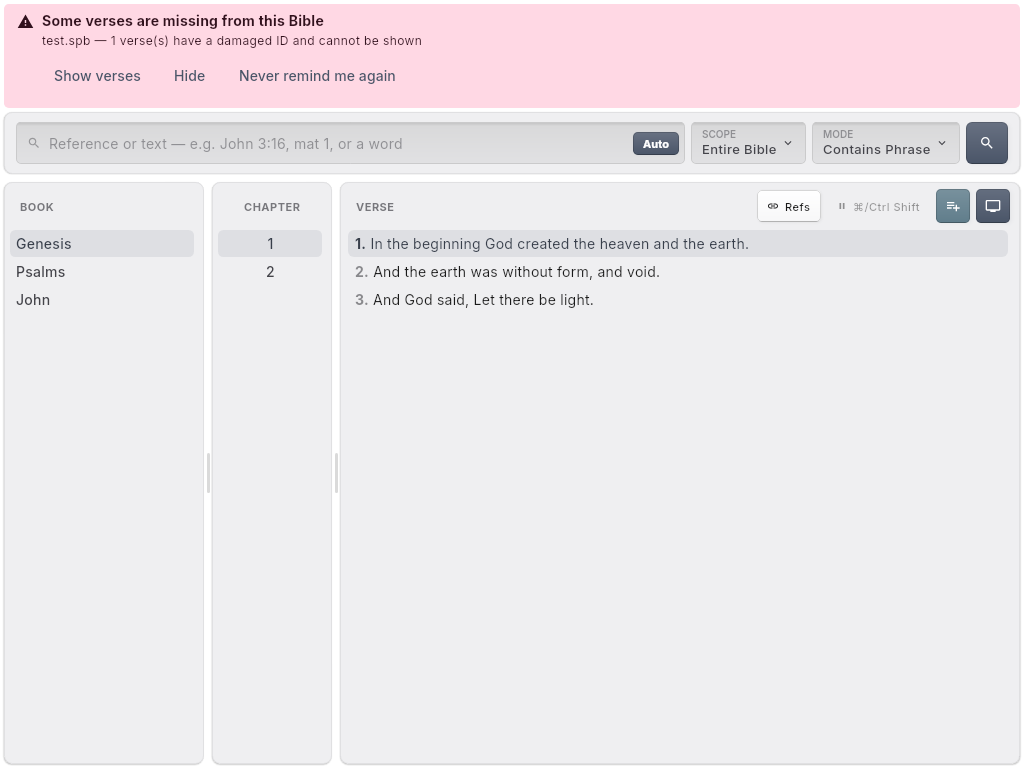 Some verses are missing from this Bible
test.spb — 1 verse(s) have a damaged ID and cannot be shown
Show verses Hide Never remind me again
Reference or text — e.g. John 3:16, mat 1, or a word
Auto
SCOPE
Entire Bible
MODE
Contains Phrase
BOOK
Genesis
Psalms
John
CHAPTER
1
2
VERSE
Refs
⌘/Ctrl Shift
1. In the beginning God created the heaven and the earth.
2. And the earth was without form, and void.
3. And God said, Let there be light.